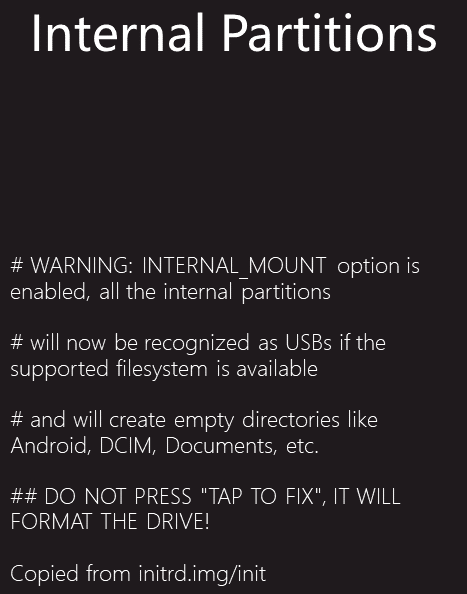 Internal Partitions
# WARNING: INTERNAL_MOUNT option is
enabled, all the internal partitions
# will now be recognized as USBs if the
supported filesystem is available
# and will create empty directories like
Android, DCIM, Documents, etc.
## DO NOT PRESS "TAP TO FIX", IT WILL
FORMAT THE DRIVE!
Copied from initrd.img/init